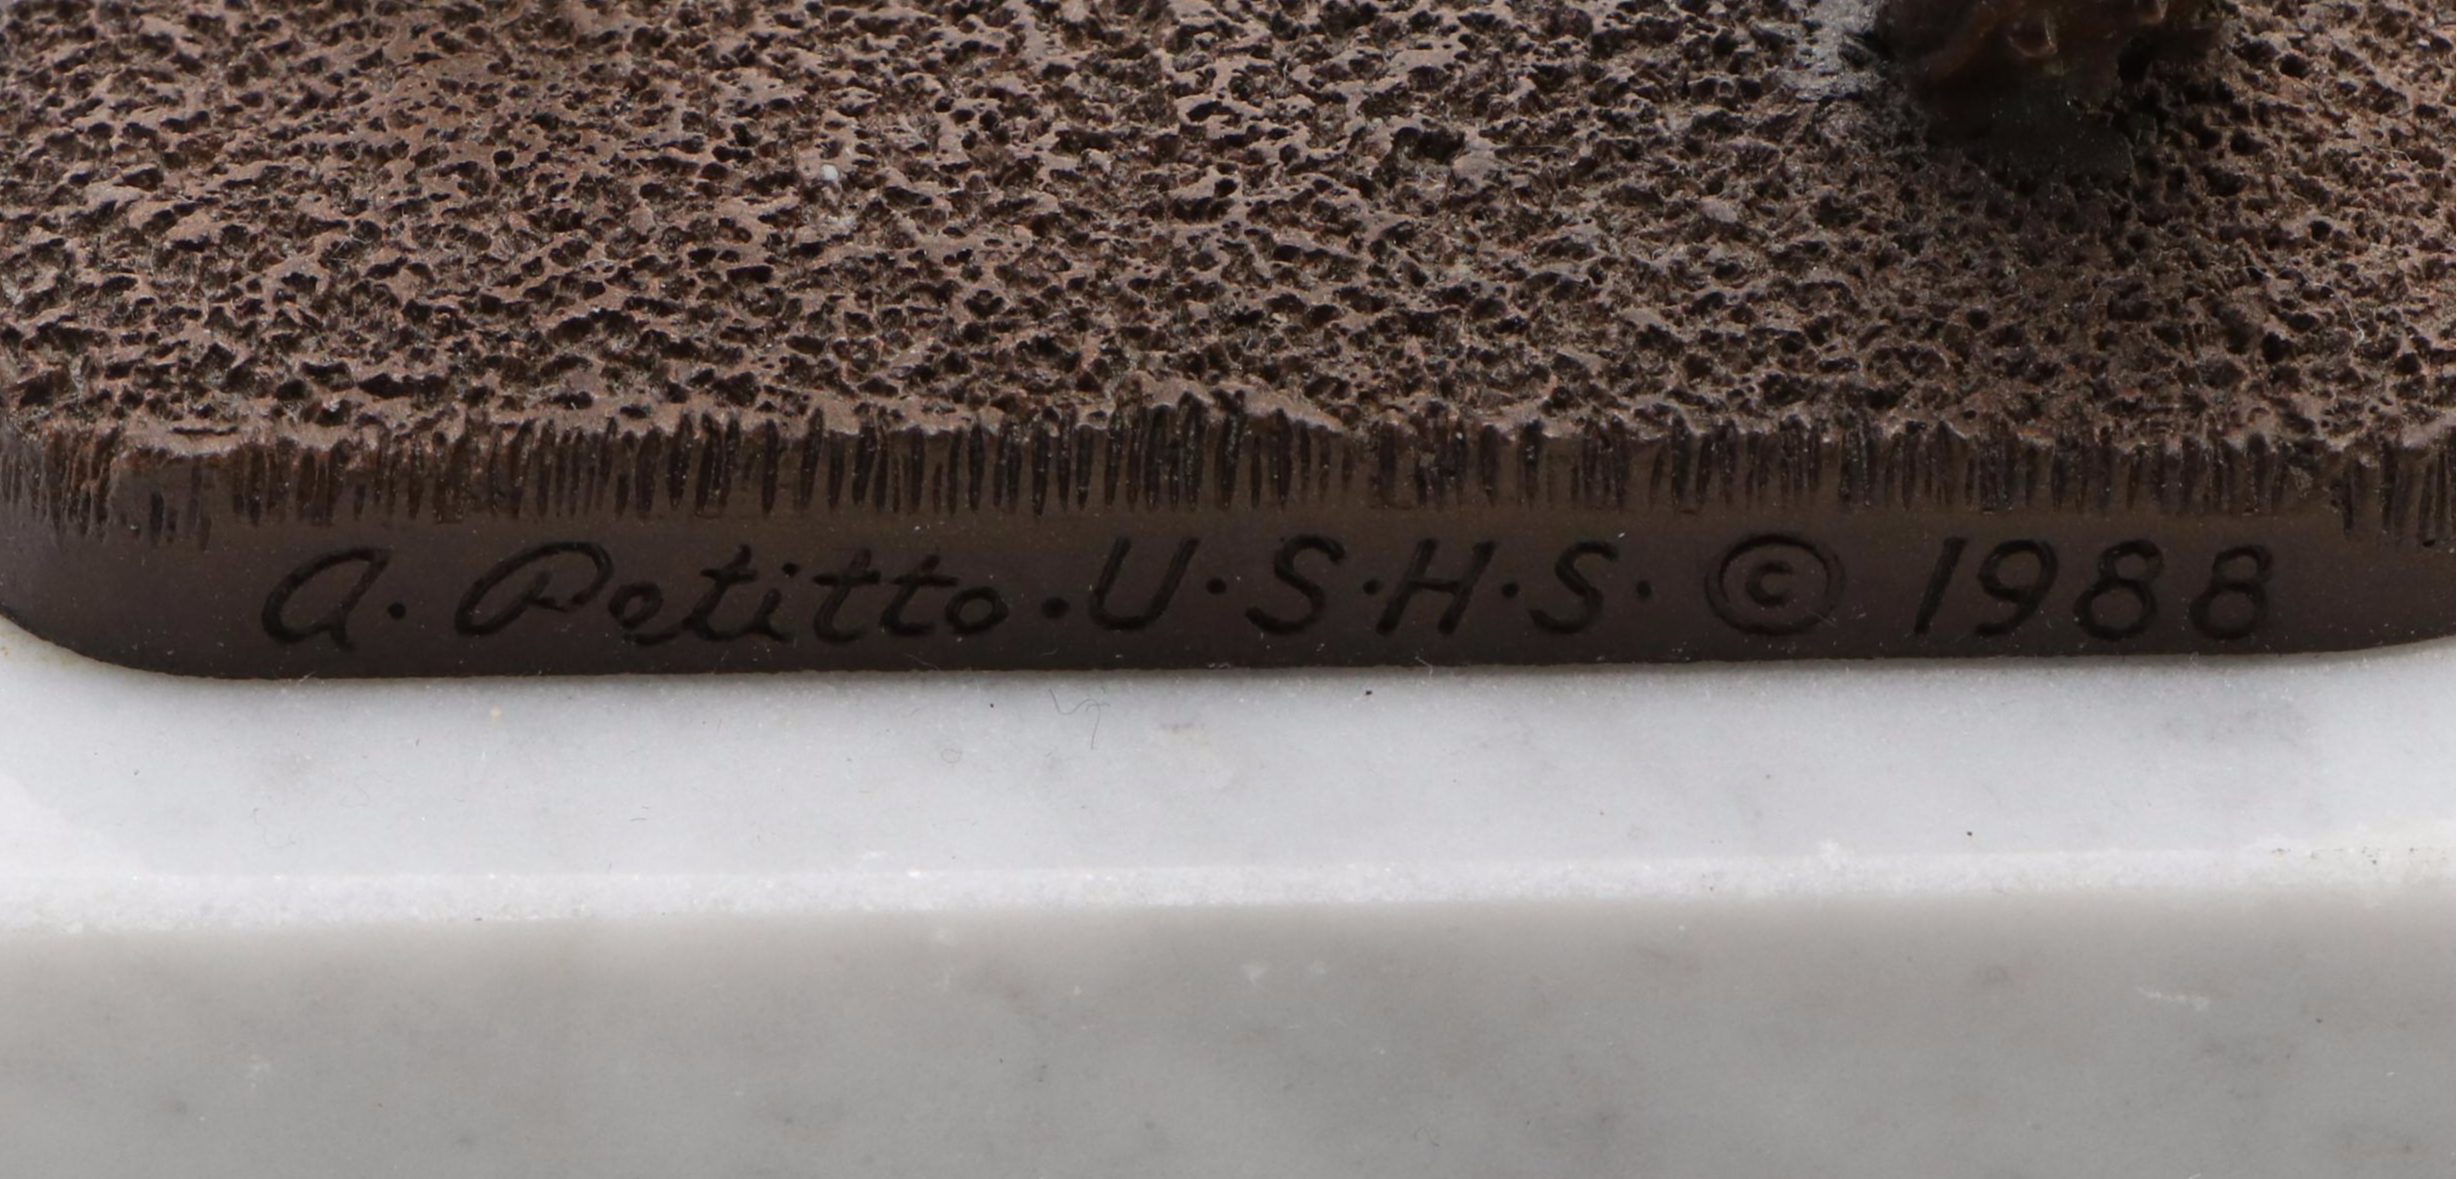 A. Petitto. U·S·H·S· © 1988